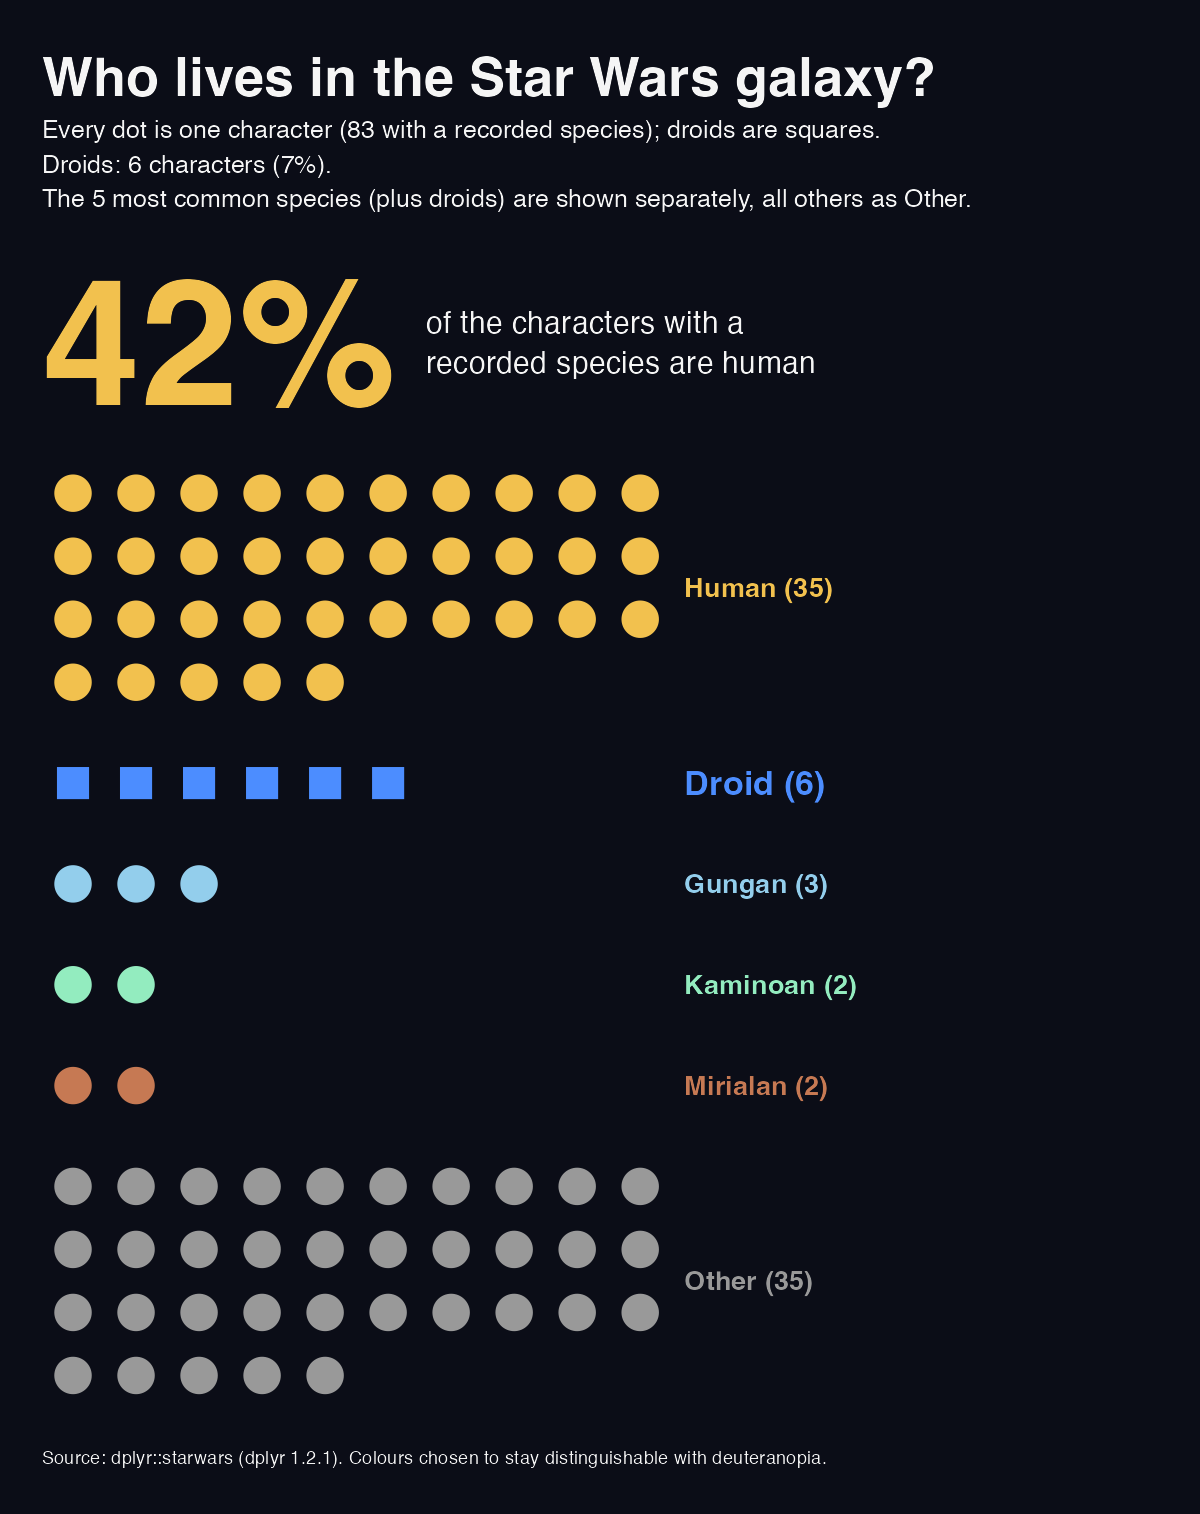 Who lives in the Star Wars galaxy?
Every dot is one character (83 with a recorded species); droids are squares.
Droids: 6 characters (7%).
The 5 most common species (plus droids) are shown separately, all others as Other.
42%
of the characters with a
recorded species are human
Human (35)
Droid (6)
Gungan (3)
Kaminoan (2)
Mirialan (2)
Other (35)
Source: dplyr::starwars (dplyr 1.2.1). Colours chosen to stay distinguishable with deuteranopia.